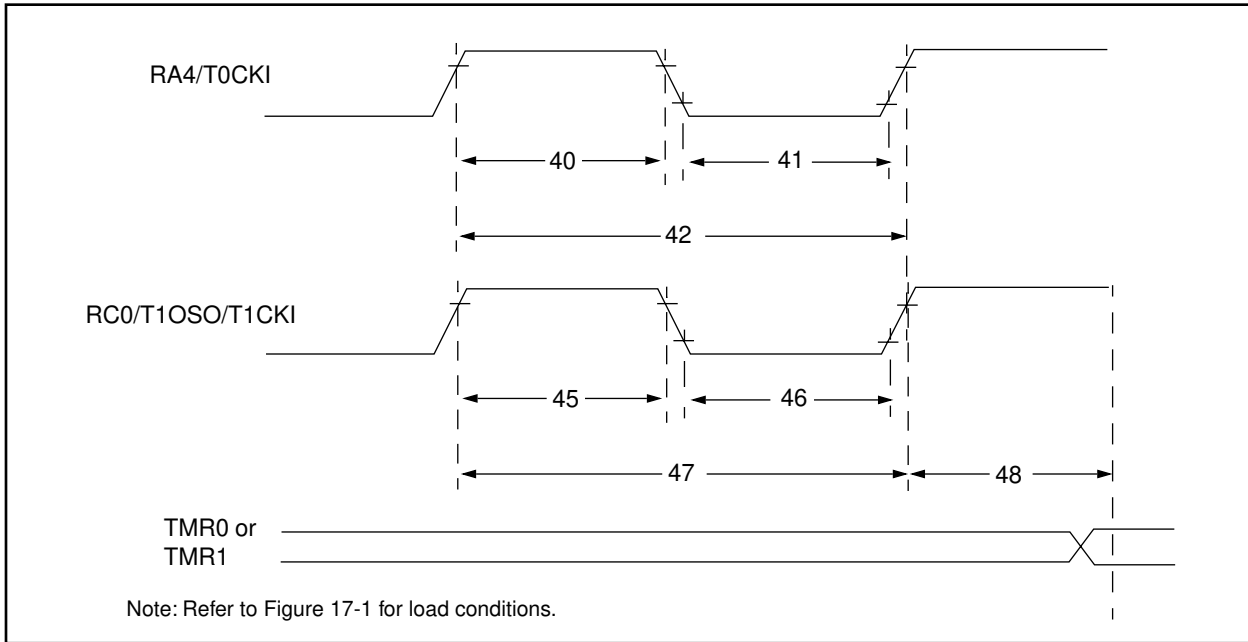 RA4/T0CKI
40
41
42
RC0/T1OSO/T1CKI
45
46
47
48
TMR0 or
TMR1
Note: Refer to Figure 17-1 for load conditions.